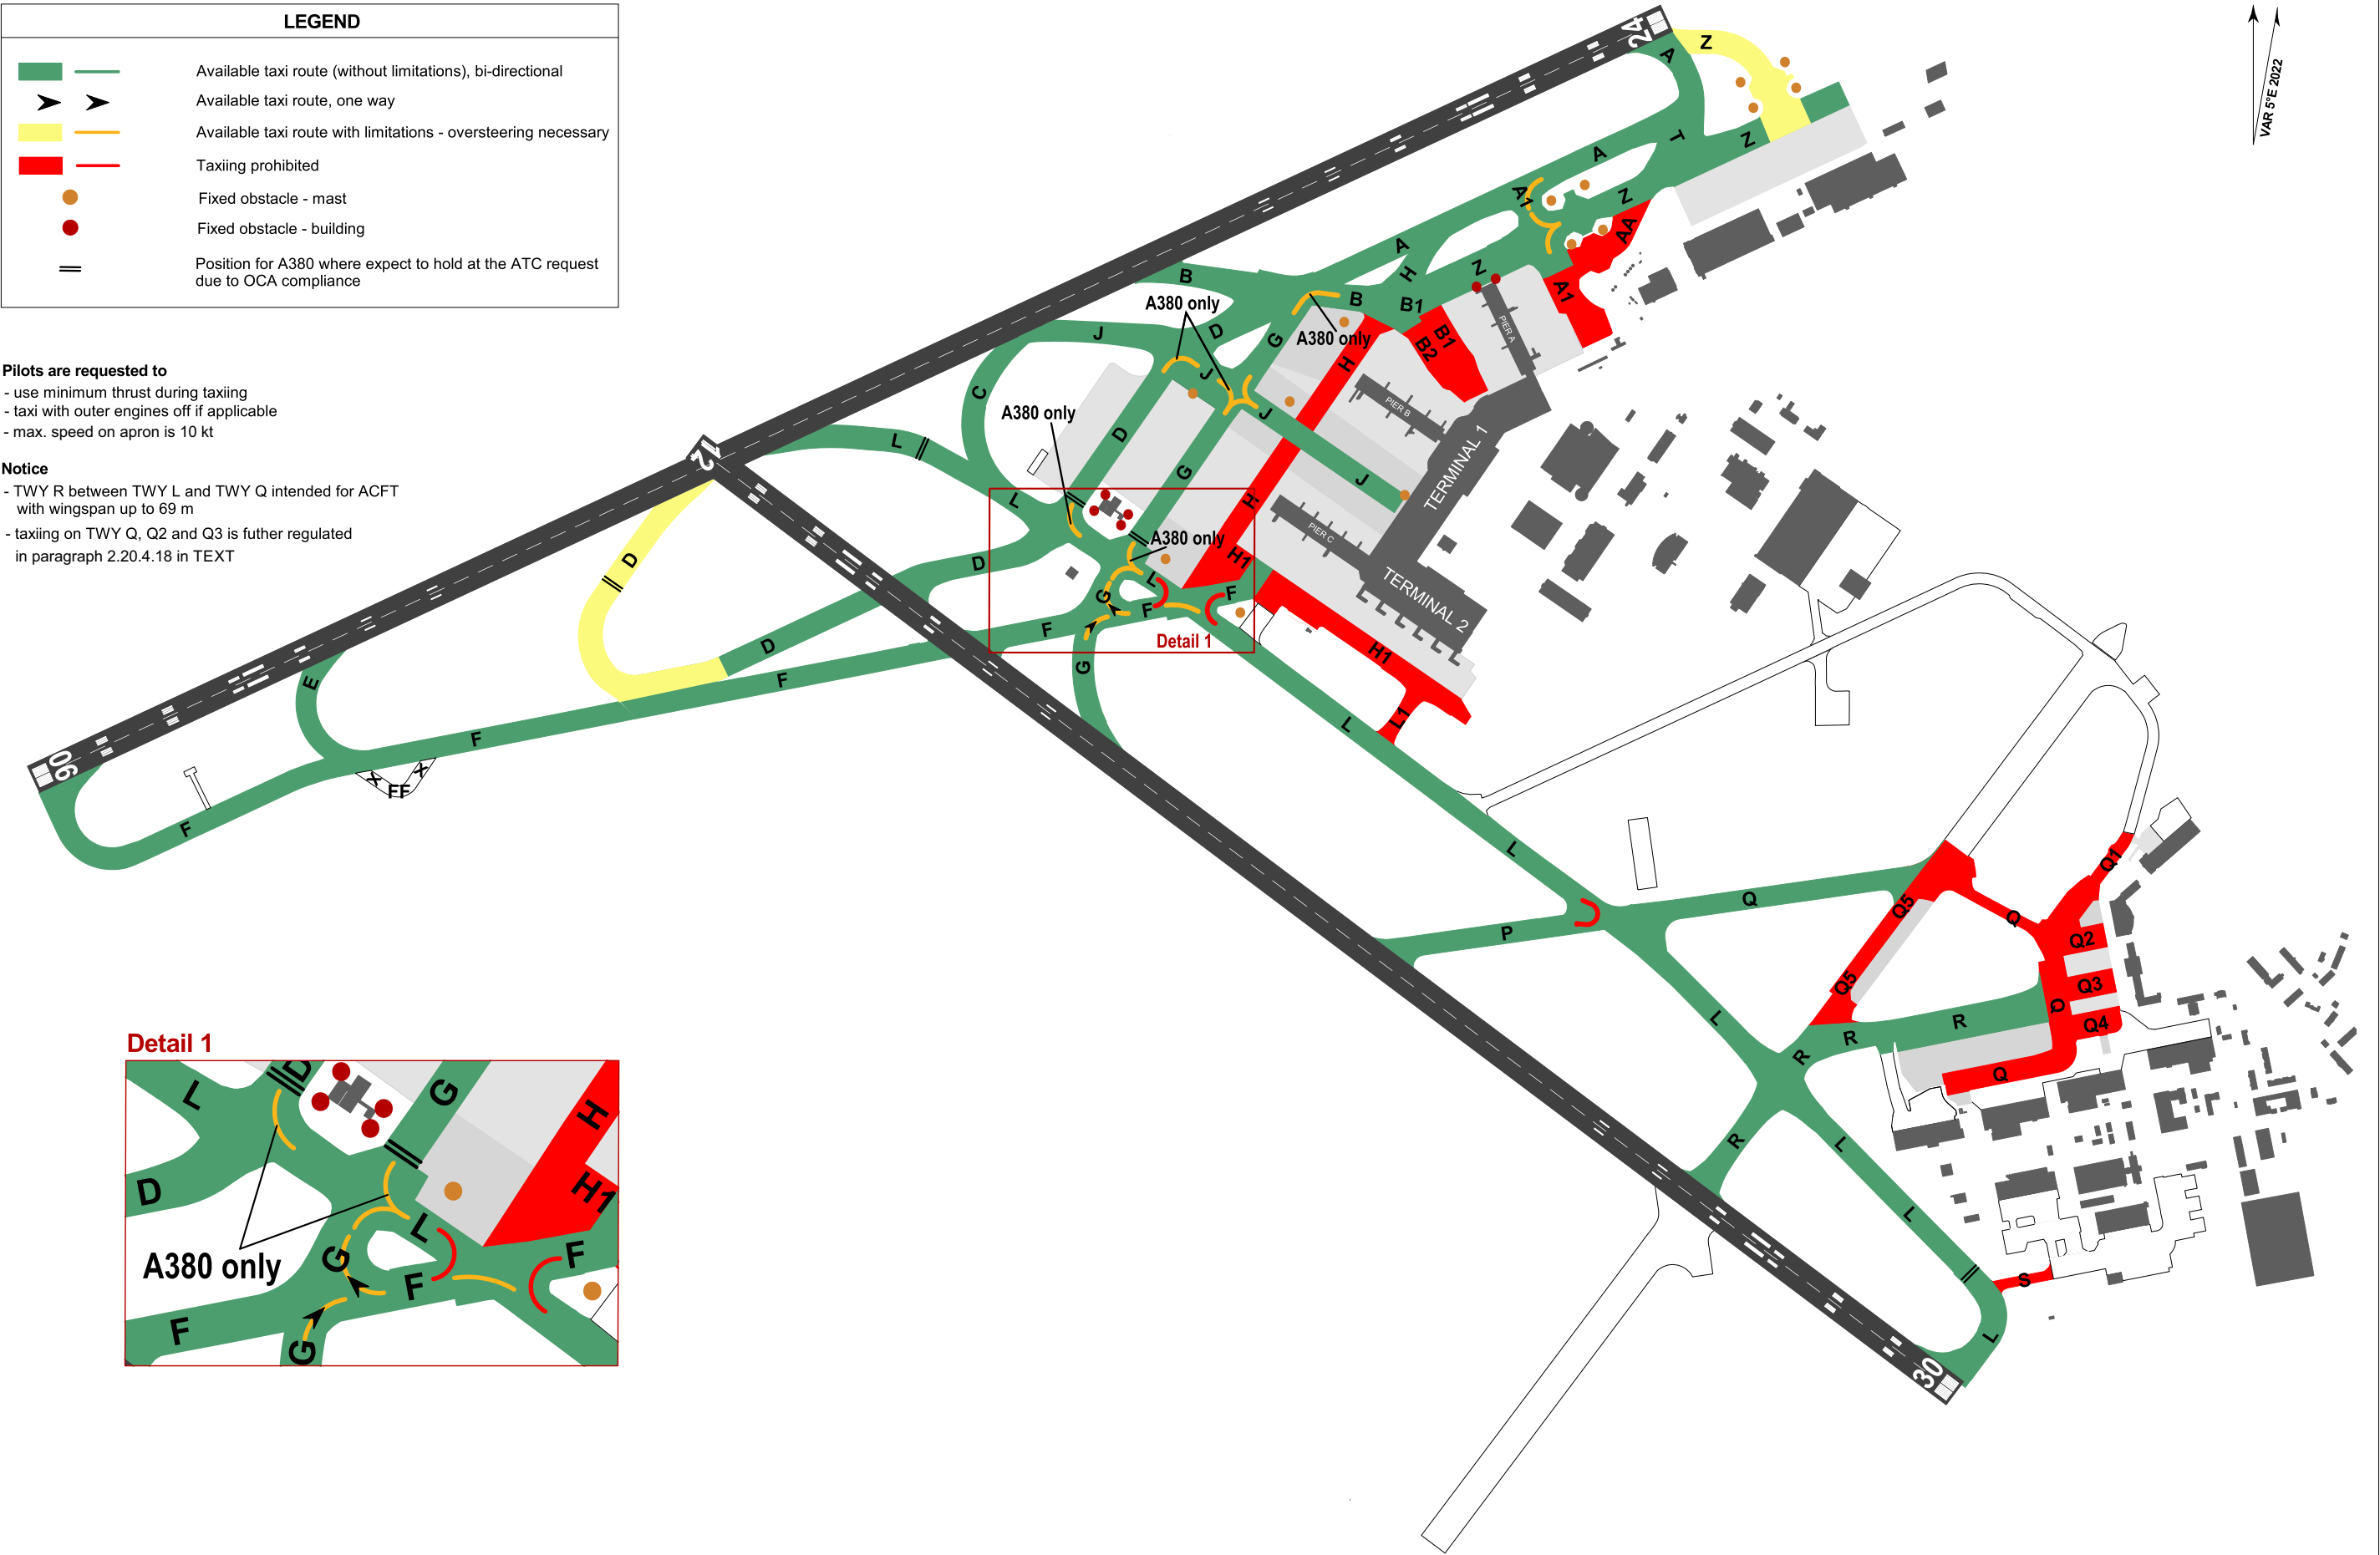 LEGEND
Available taxi route (without limitations), bi-directional
Available taxi route, one way
Available taxi route with limitations - oversteering necessary
Taxiing prohibited
Fixed obstacle - mast
Fixed obstacle - building
Position for A380 where expect to hold at the ATC request
due to OCA compliance
Pilots are requested to
- use minimum thrust during taxiing
- taxi with outer engines off if applicable
- max. speed on apron is 10 kt
Notice
- TWY R between TWY L and TWY Q intended for ACFT
with wingspan up to 69 m
- taxiing on TWY Q, Q2 and Q3 is futher regulated
in paragraph 2.20.4.18 in TEXT
VAR 5°E 2022
24
A
Z
T
Z
A
A1
Z
AA
A
H
Z
A1
B
B
B1
A380 only
D
G
A380 only
B1
B2
PIER A
J
H
J
C
J
PIER B
A380 only
D
L
G
J
TERMINAL 1
12
L
H
PIER C
A380 only
D
D
H1
TERMINAL 2
L
G
F
F
F
Detail 1
D
F
G
H1
E
F
L
L1
06
X
X
FF
F
L
Q1
Q
Q5
Q
P
Q2
Q5
Q3
Q
L
R
R
Q4
R
Q
R
L
L
S
L
30
Detail 1
D
G
L
H
D
H1
L
G
F
A380 only
F
F
G